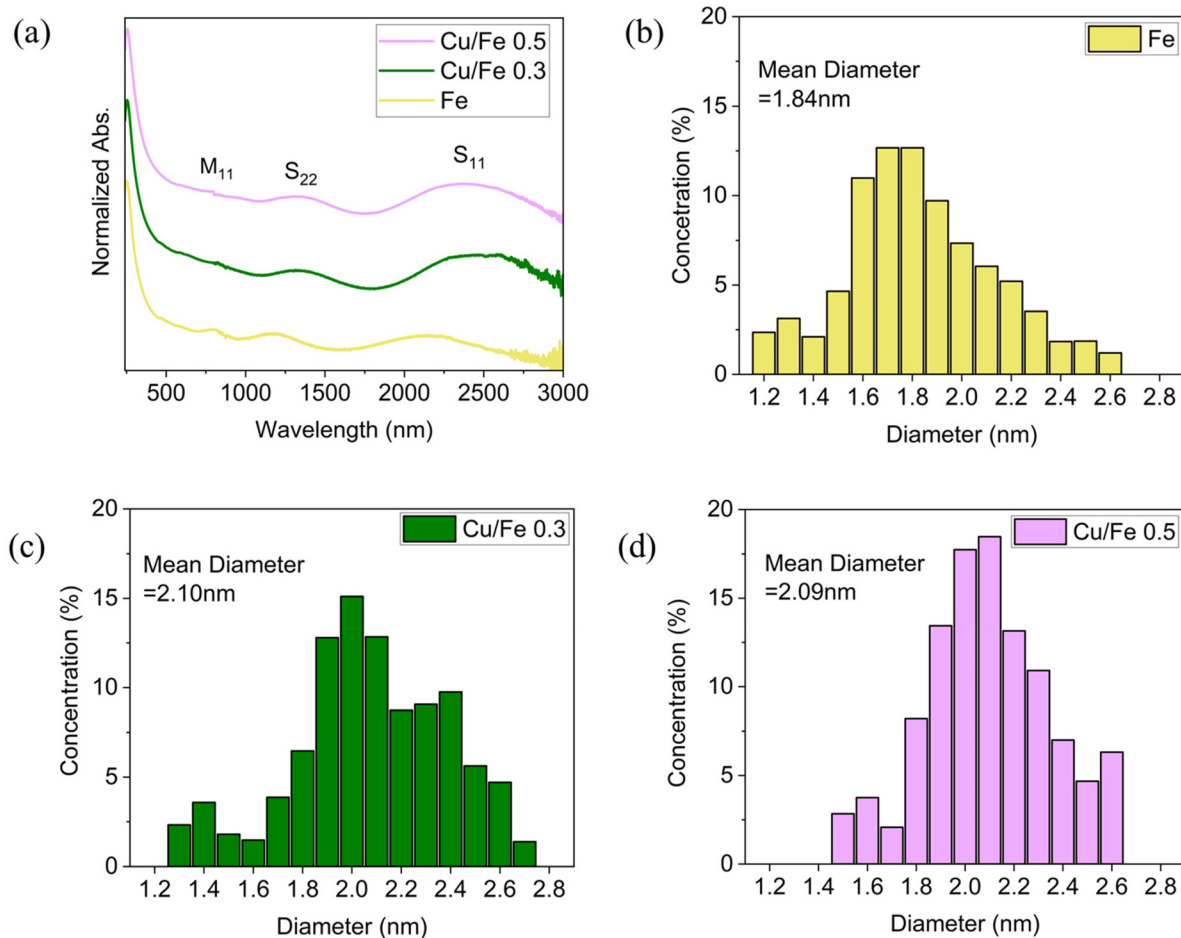 (a)
Cu/Fe 0.5
Cu/Fe 0.3
Fe
M₁₁
S₂₂
S₁₁
Normalized Abs.
500 1000 1500 2000 2500 3000
Wavelength (nm)
(b)
Fe
Mean Diameter
=1.84nm
20
15
10
5
0
Concetration (%)
1.2 1.4 1.6 1.8 2.0 2.2 2.4 2.6 2.8
Diameter (nm)
(c)
Cu/Fe 0.3
Mean Diameter
=2.10nm
20
15
10
5
0
Concentration (%)
1.2 1.4 1.6 1.8 2.0 2.2 2.4 2.6 2.8
Diameter (nm)
(d)
Cu/Fe 0.5
Mean Diameter
=2.09nm
20
15
10
5
0
Concentration (%)
1.2 1.4 1.6 1.8 2.0 2.2 2.4 2.6 2.8
Diameter (nm)